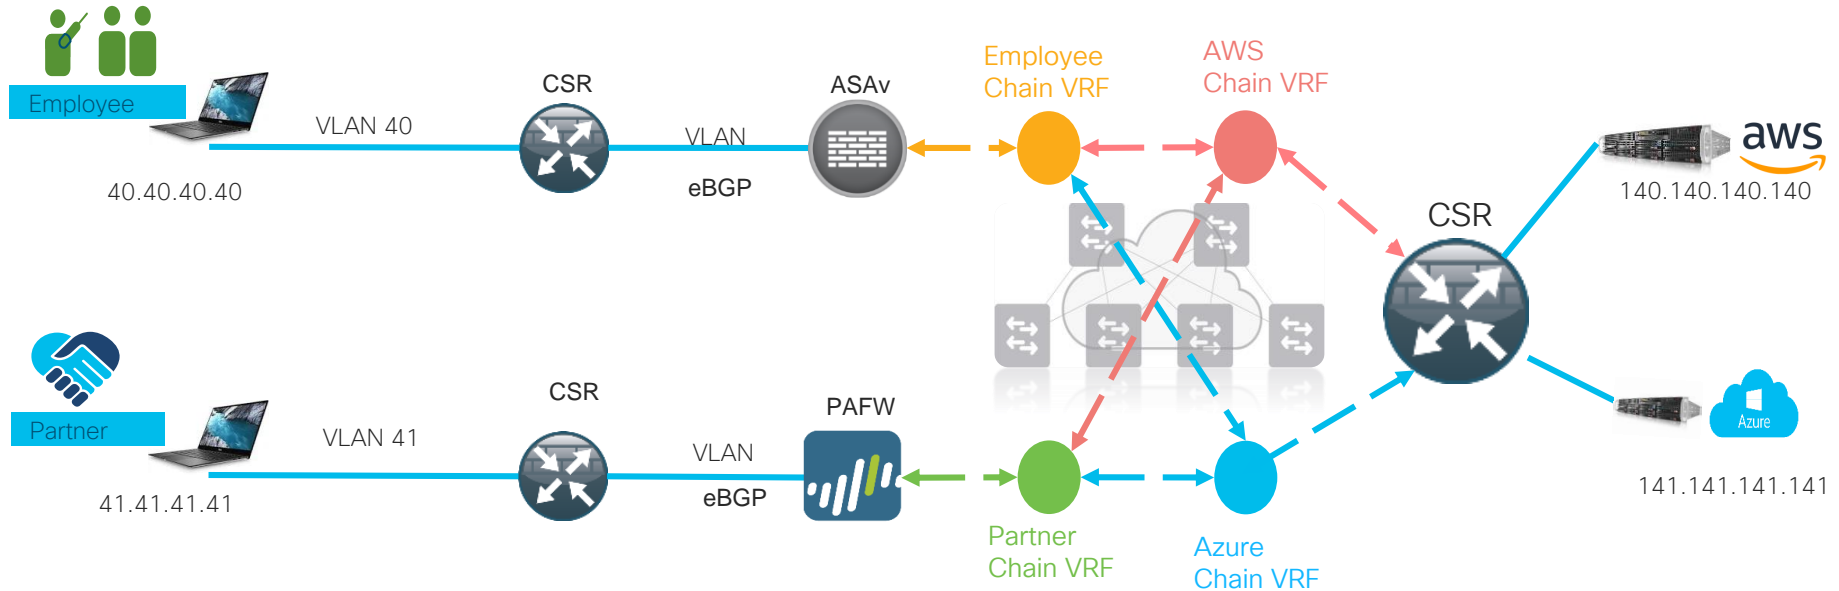 Employee
VLAN 40
40.40.40.40
CSR
VLAN
eBGP
ASAv
Employee
Chain VRF
AWS
Chain VRF
CSR
aws
140.140.140.140
Partner
VLAN 41
41.41.41.41
CSR
VLAN
eBGP
PAFW
Partner
Chain VRF
Azure
Chain VRF
Azure
141.141.141.141